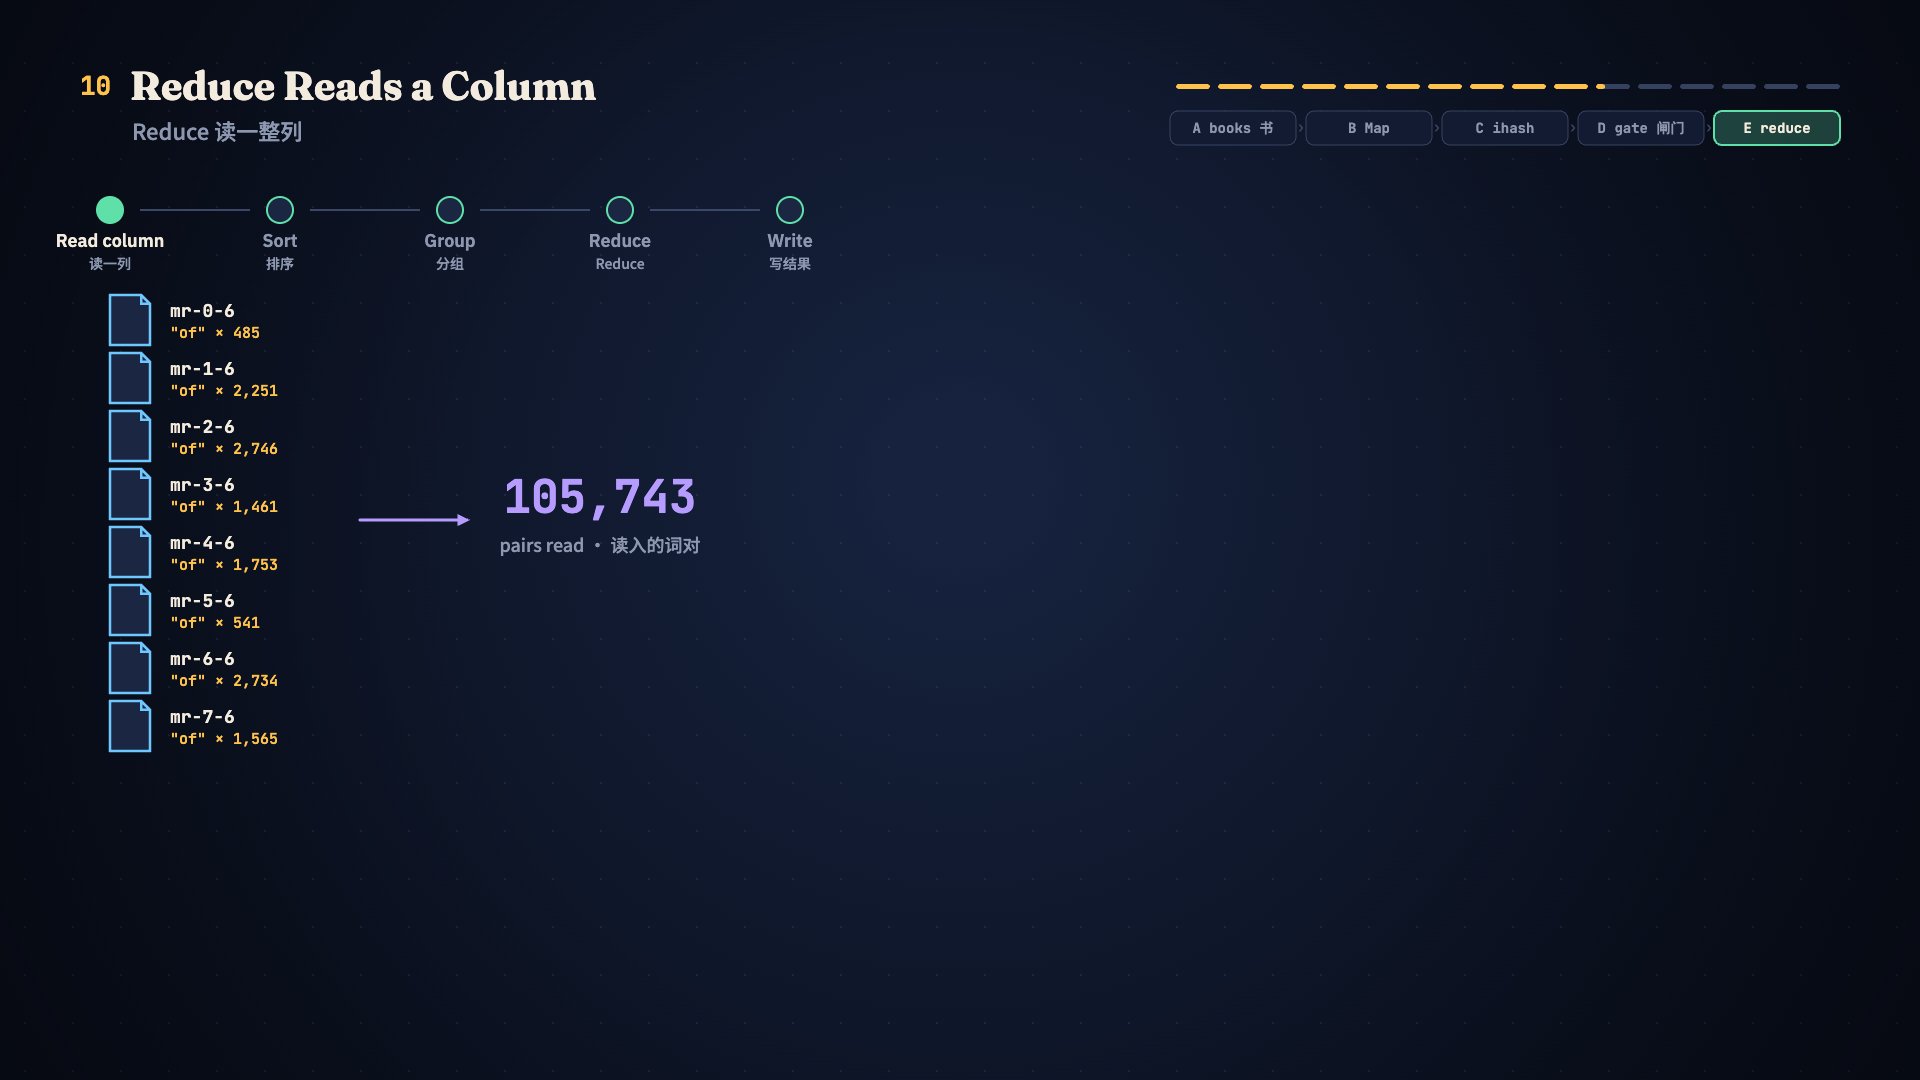 10 Reduce Reads a Column
Reduce 读一整列
A books 书 › B Map › C ihash › D gate 闸门 › E reduce
Read column Sort Group Reduce Write
读一列 排序 分组 Reduce 写结果
mr-0-6
"of" × 485
mr-1-6
"of" × 2,251
mr-2-6
"of" × 2,746
mr-3-6
"of" × 1,461
mr-4-6
"of" × 1,753
mr-5-6
"of" × 541
mr-6-6
"of" × 2,734
mr-7-6
"of" × 1,565
105,743
pairs read · 读入的词对